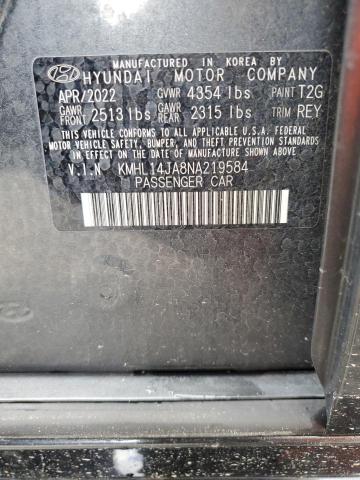 MANUFACTURED IN KOREA BY
HYUNDAI MOTOR COMPANY
APR/2022 GVWR 4354 lbs PAINT T2G
GAWR FRONT 2513 lbs GAWR REAR 2315 lbs TRIM REY
THIS VEHICLE CONFORMS TO ALL APPLICABLE U.S.A. FEDERAL
MOTOR VEHICLE SAFETY, BUMPER, AND THEFT PREVENTION STANDARDS
IN EFFECT ON THE DATE OF MANUFACTURE SHOWN ABOVE.
V.I.N KMHL14JA8NA219584
PASSENGER CAR